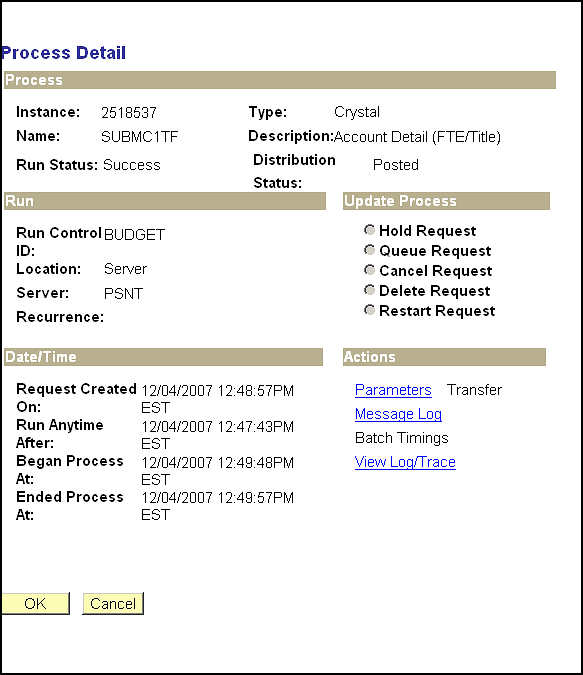 Process Detail
Process
Instance: 2518537 Type: Crystal
Name: SUBMC1TF Description: Account Detail (FTE/Title)
Run Status: Success Distribution Status: Posted
Run
Run Control ID: BUDGET
Location: Server
Server: PSNT
Recurrence:
Update Process
Hold Request
Queue Request
Cancel Request
Delete Request
Restart Request
Date/Time
Request Created On: 12/04/2007 12:48:57PM EST
Run Anytime After: 12/04/2007 12:47:43PM EST
Began Process At: 12/04/2007 12:49:48PM EST
Ended Process At: 12/04/2007 12:49:57PM EST
Actions
Parameters Transfer
Message Log
Batch Timings
View Log/Trace
OK Cancel